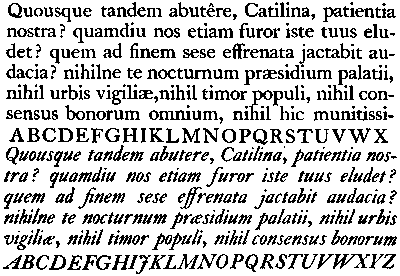 Quousque tandem abutêre, Catilina, patientia
nostra? quamdiu nos etiam furor iste tuus elu-
det? quem ad finem sese effrenata jactabit au-
dacia? nihilne te nocturnum præsidium palatii,
nihil urbis vigiliæ, nihil timor populi, nihil con-
sensus bonorum omnium, nihil hic munitissi-
ABCDEFGHIKLMNOPQRSTUVWX
Quousque tandem abutere, Catilina, patientia nos-
tra? quamdiu nos etiam furor iste tuus eludet?
quem ad finem sese effrenata jactabit audacia?
nihilne te nocturnum præsidium palatii, nihil urbis
vigiliæ, nihil timor populi, nihil consensus bonorum
ABCDEFGHIJKLMNOPQRSTUVWXYZ